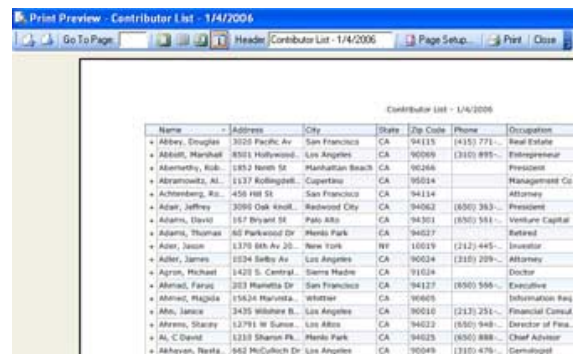 Print Preview - Contributor List - 1/4/2006
Go To Page: Header Contributor List - 1/4/2006 Page Setup... Print Close
Contributor List - 1/4/2006
Name Address City State Zip Code Phone Occupation
Abbey, Douglas 3020 Pacific Av San Francisco CA 94115 (415) 771-... Real Estate
Abbott, Marshall 8501 Hollywood... Los Angeles CA 90069 (310) 895-... Entrepreneur
Abernethy, Rob... 1852 Ninth St Manhattan Beach CA 90266 President
Abramowitz, Al... 1137 Rollingdell... Cupertino CA 95014 Management Co
Achtenberg, Ro... 456 Hill St San Francisco CA 94114 Attorney
Adair, Jeffrey 3090 Oak Knoll... Redwood City CA 94062 (650) 363-... President
Adams, David 167 Bryant St Palo Alto CA 94301 (650) 561-... Venture Capital
Adams, Thomas 60 Parkwood Dr Menlo Park CA 94027 Retired
Adler, Jason 1370 6th Av 20... New York NY 10019 (212) 445-... Investor
Adler, James 1034 Selby Av Los Angeles CA 90024 (310) 209-... Attorney
Agron, Michael 1420 S. Central... Sierra Madre CA 91024 Doctor
Ahmad, Faruq 203 Marietta Dr San Francisco CA 94127 (650) 566-... Executive
Ahmed, Magida 15624 Marvista... Whittier CA 90605 Information Req
Ahn, Janice 3435 Wilshire B... Los Angeles CA 90010 (213) 251-... Financial Consult
Ahrens, Stacey 12791 W Sunse... Los Altos CA 94022 (650) 948-... Director of Fina...
Ai, C David 1210 Sharon Pk... Menlo Park CA 94025 (650) 888-... Chief Advisor
Akhavan, Nasta... 662 McCulloch Dr Los Angeles CA 90049 (310) 476-... Gemologist